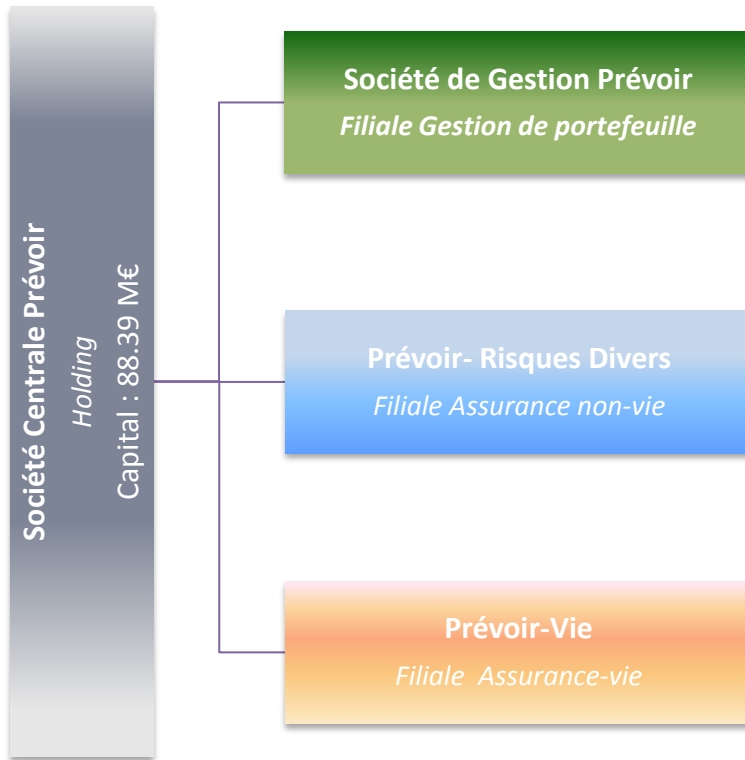 Société Centrale Prévoir
Holding
Capital : 88.39 M€
Société de Gestion Prévoir
Filiale Gestion de portefeuille
Prévoir- Risques Divers
Filiale Assurance non-vie
Prévoir-Vie
Filiale Assurance-vie